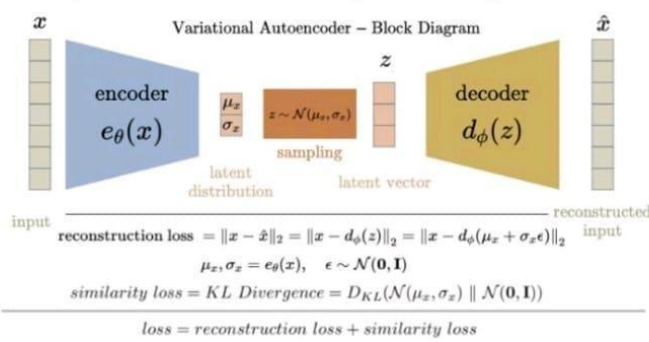 x
Variational Autoencoder – Block Diagram
x̂
encoder
e_θ(x)
μ_x
σ_x
z ∼ 𝒩(μ_x, σ_x)
sampling
z
decoder
d_ϕ(z)
latent
distribution
latent vector
input
reconstructed
input
reconstruction loss = ‖x − x̂‖₂ = ‖x − d_ϕ(z)‖₂ = ‖x − d_ϕ(μ_x + σ_xϵ)‖₂
μ_x, σ_x = e_θ(x), ϵ ∼ 𝒩(0, I)
similarity loss = KL Divergence = D_KL(𝒩(μ_x, σ_x) ‖ 𝒩(0, I))
loss = reconstruction loss + similarity loss